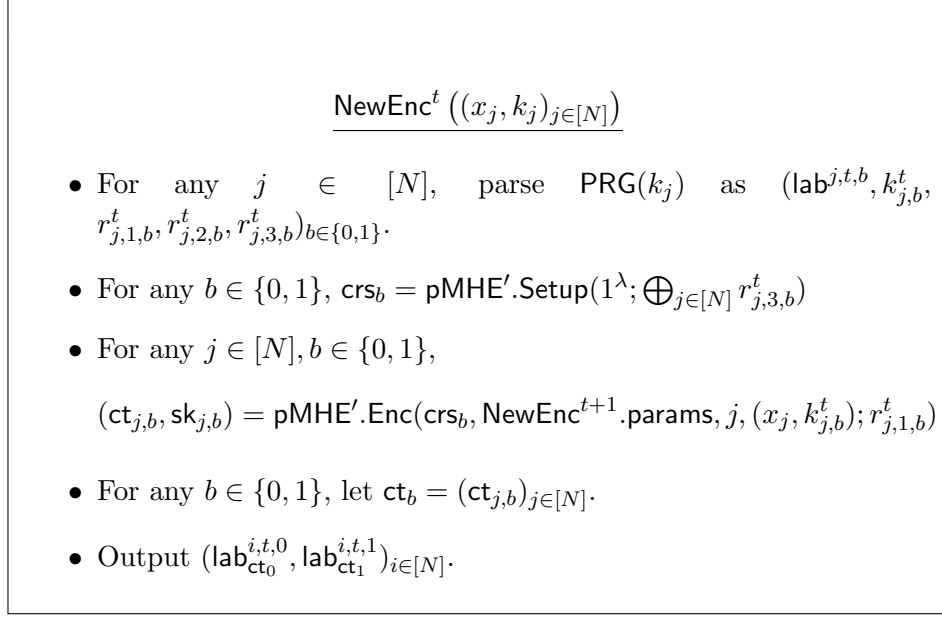 NewEnc^t ((x_j, k_j)_{j∈[N]})
• For any j ∈ [N], parse PRG(k_j) as (lab^{j,t,b}, k^t_{j,b},
r^t_{j,1,b}, r^t_{j,2,b}, r^t_{j,3,b})_{b∈{0,1}}.
• For any b ∈ {0, 1}, crs_b = pMHE′.Setup(1^λ; ⊕_{j∈[N]} r^t_{j,3,b})
• For any j ∈ [N], b ∈ {0, 1},
(ct_{j,b}, sk_{j,b}) = pMHE′.Enc(crs_b, NewEnc^{t+1}.params, j, (x_j, k^t_{j,b}); r^t_{j,1,b})
• For any b ∈ {0, 1}, let ct_b = (ct_{j,b})_{j∈[N]}.
• Output (lab^{i,t,0}_{ct_0}, lab^{i,t,1}_{ct_1})_{i∈[N]}.